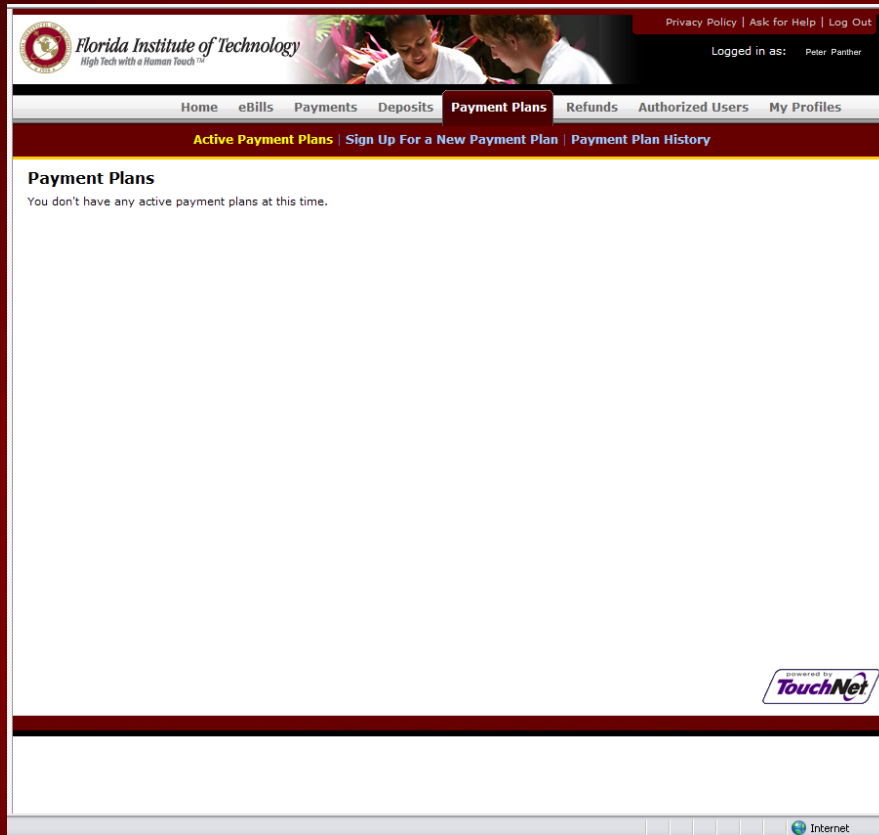 Privacy Policy | Ask for Help | Log Out
Florida Institute of Technology
High Tech with a Human Touch™
Logged in as: Peter Panther
Home eBills Payments Deposits Payment Plans Refunds Authorized Users My Profiles
Active Payment Plans | Sign Up For a New Payment Plan | Payment Plan History
Payment Plans
You don't have any active payment plans at this time.
powered by
TouchNet
Internet